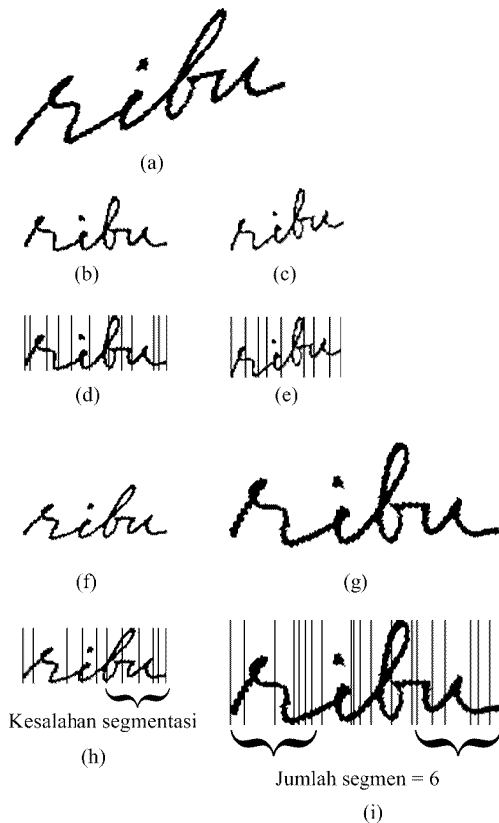 ribu
(a)
ribu ribu
(b) (c)
ribu ribu
(d) (e)
ribu ribu
(f) (g)
ribu ribu
Kesalahan segmentasi
(h)
Jumlah segmen = 6
(i)